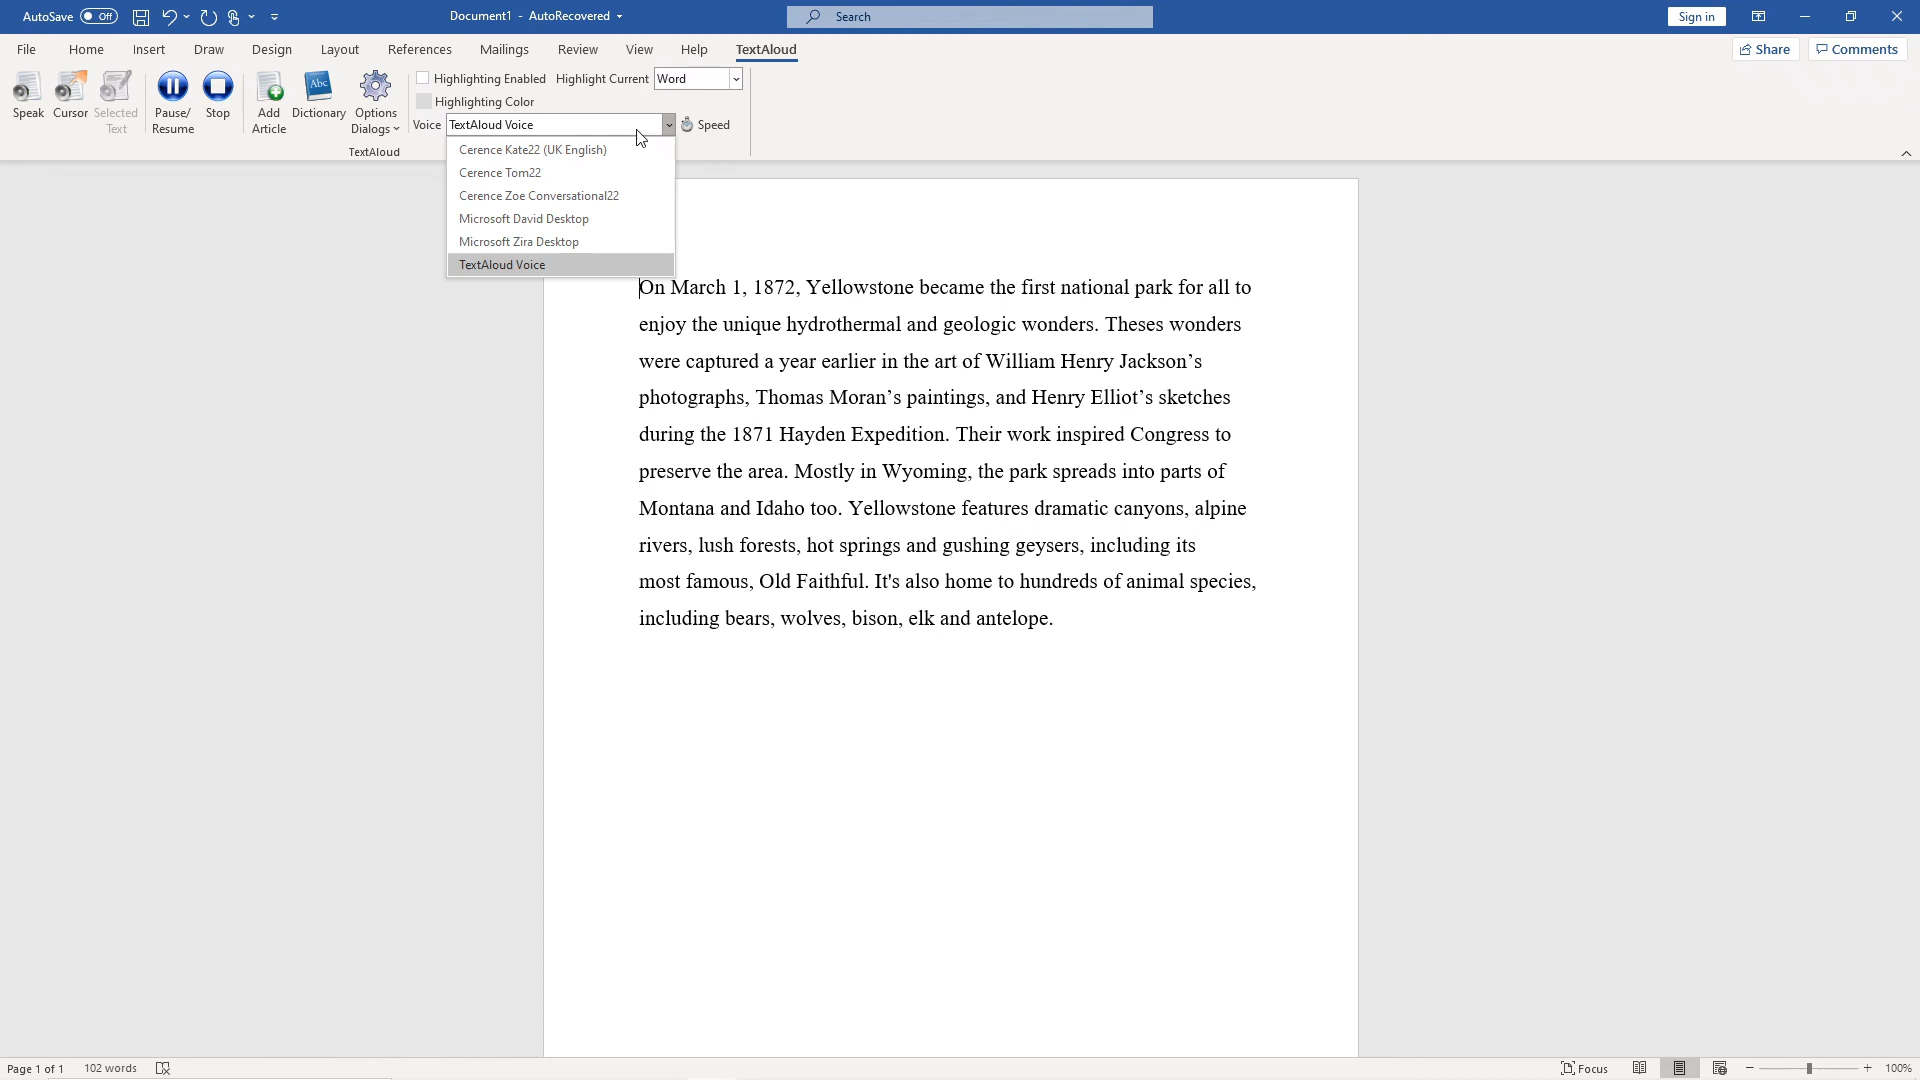 AutoSave Off
Document1 - AutoRecovered
Search
Sign in
File Home Insert Draw Design Layout References Mailings Review View Help TextAloud
Share Comments
Speak Cursor Selected Text Pause/ Resume Stop Add Article Abc Dictionary Options Dialogs
Highlighting Enabled Highlight Current Word
Highlighting Color
Voice TextAloud Voice Speed
TextAloud
Cerence Kate22 (UK English)
Cerence Tom22
Cerence Zoe Conversational22
Microsoft David Desktop
Microsoft Zira Desktop
TextAloud Voice
On March 1, 1872, Yellowstone became the first national park for all to
enjoy the unique hydrothermal and geologic wonders. Theses wonders
were captured a year earlier in the art of William Henry Jackson’s
photographs, Thomas Moran’s paintings, and Henry Elliot’s sketches
during the 1871 Hayden Expedition. Their work inspired Congress to
preserve the area. Mostly in Wyoming, the park spreads into parts of
Montana and Idaho too. Yellowstone features dramatic canyons, alpine
rivers, lush forests, hot springs and gushing geysers, including its
most famous, Old Faithful. It's also home to hundreds of animal species,
including bears, wolves, bison, elk and antelope.
Page 1 of 1 102 words
Focus
100%